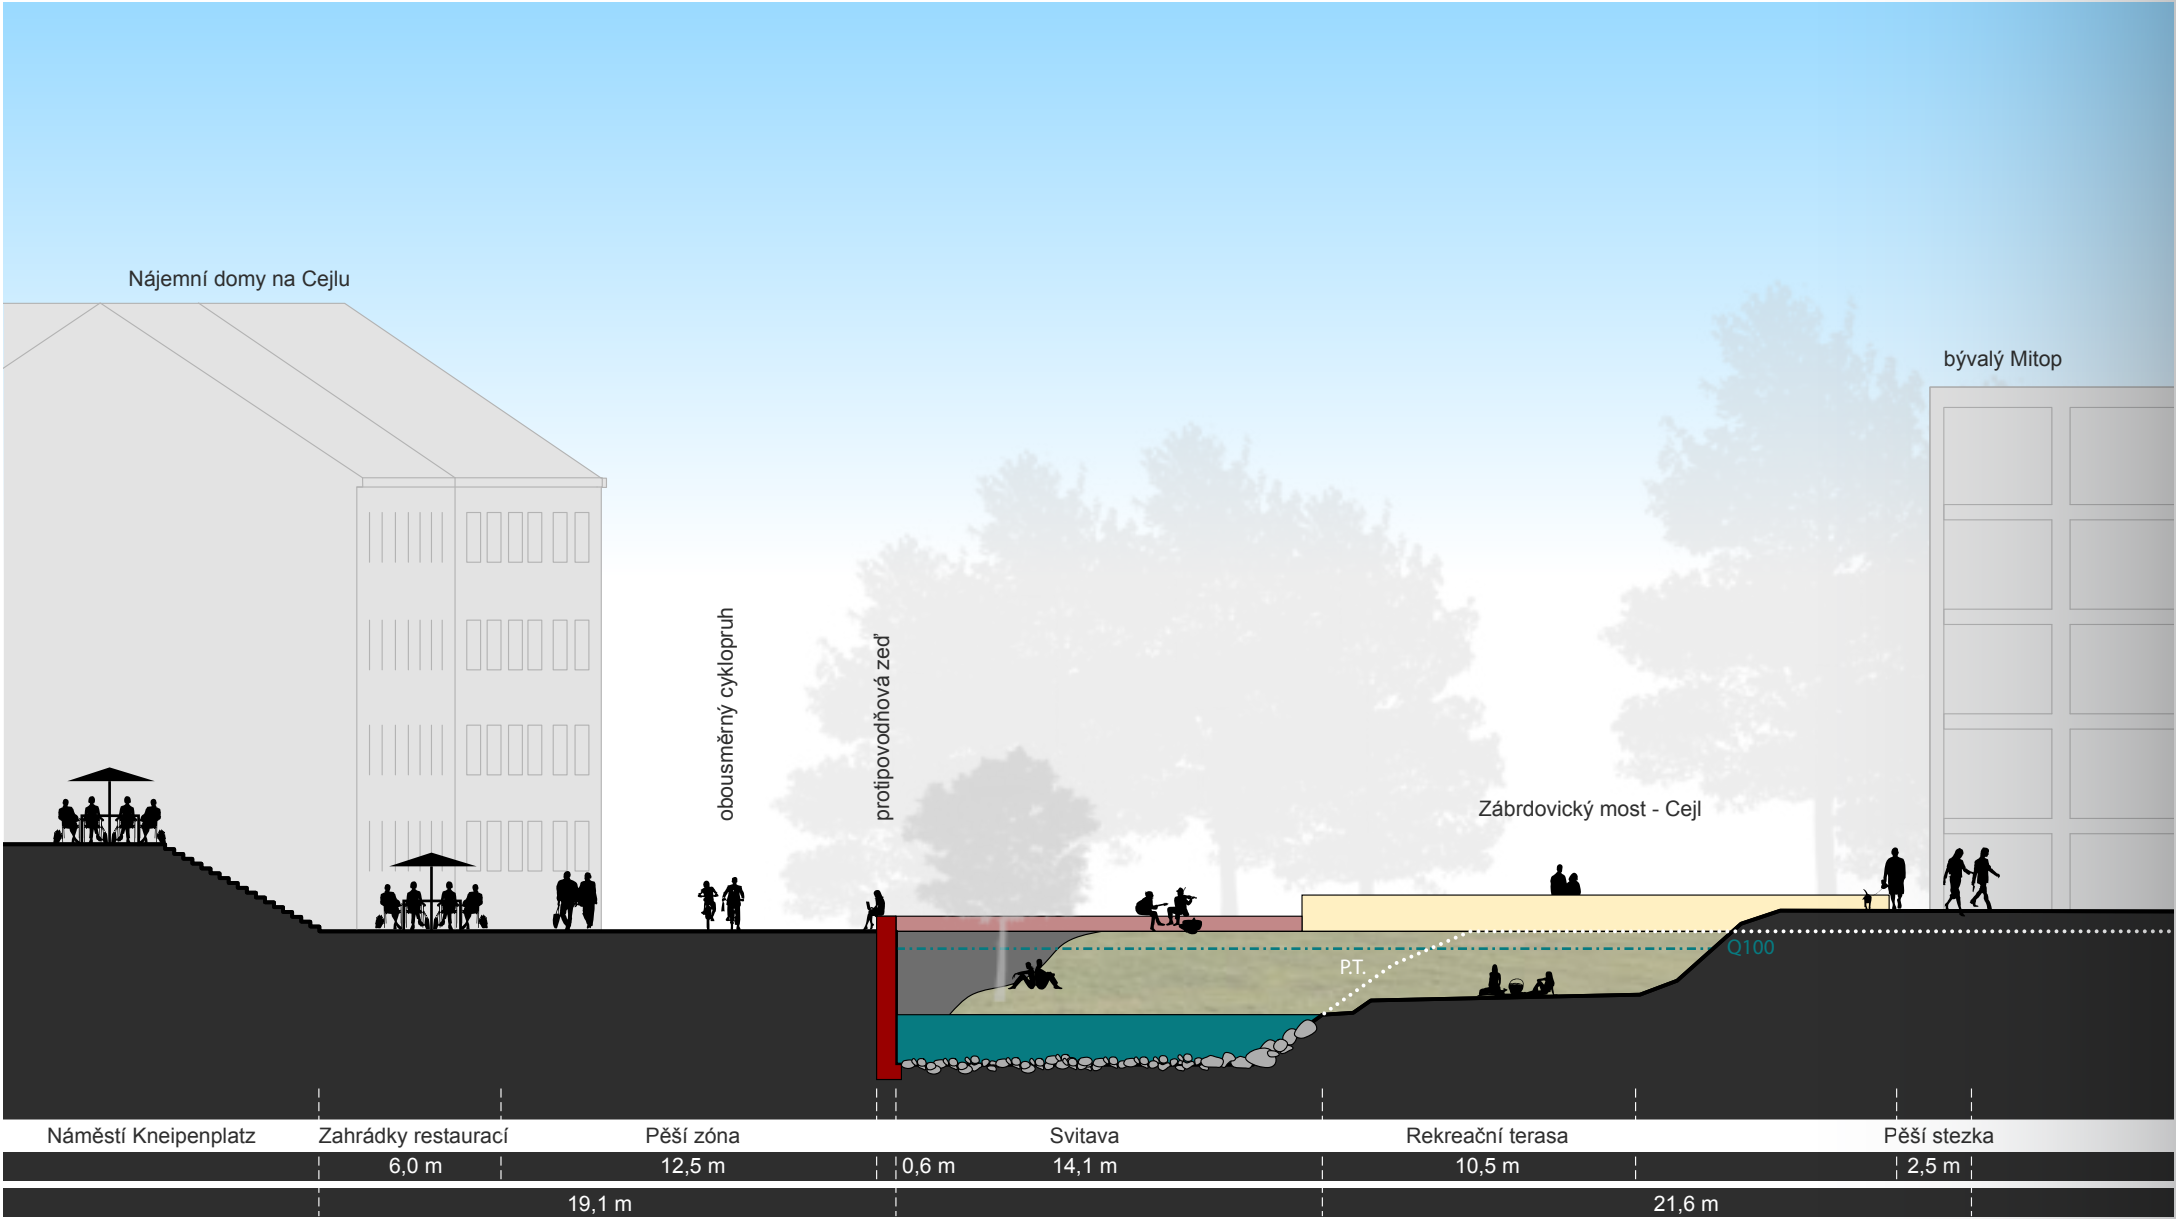 Nájemní domy na Cejlu
bývalý Mitop
obousměrný cyklopruh
protipovodňová zeď
Zábrdovický most - Cejl
Q100
P.T.
Náměstí Kneipenplatz
Zahrádky restaurací
Pěší zóna
Svitava
Rekreační terasa
Pěší stezka
6,0 m
12,5 m
0,6 m
14,1 m
10,5 m
2,5 m
19,1 m
21,6 m